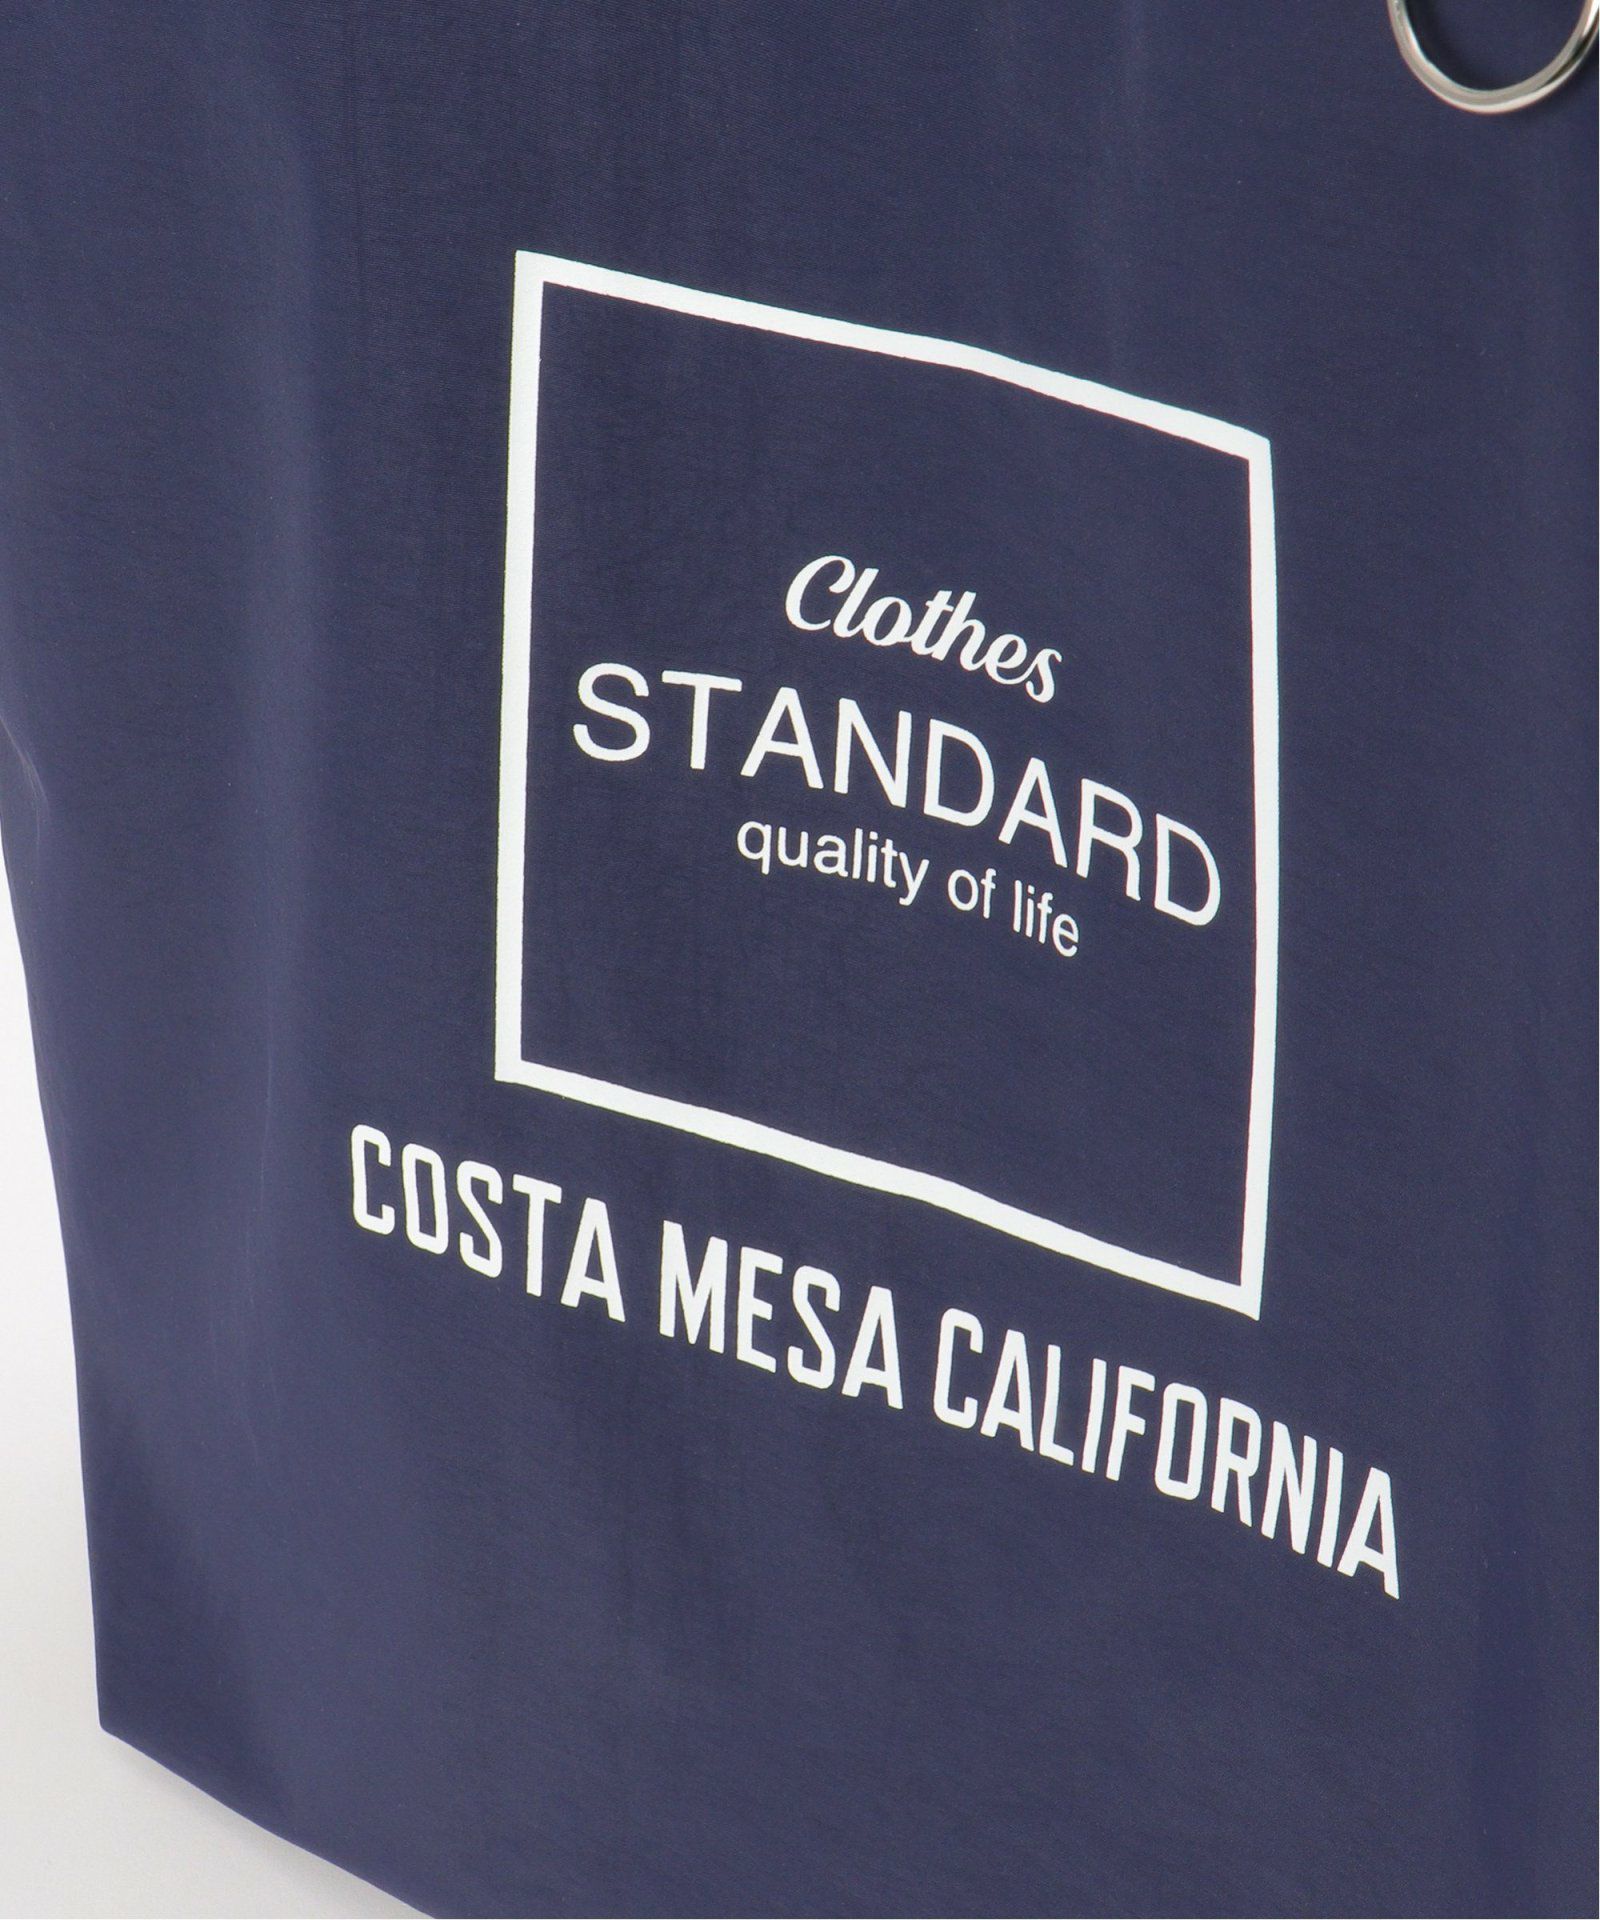 Clothes
STANDARD
quality of life
COSTA MESA CALIFORNIA